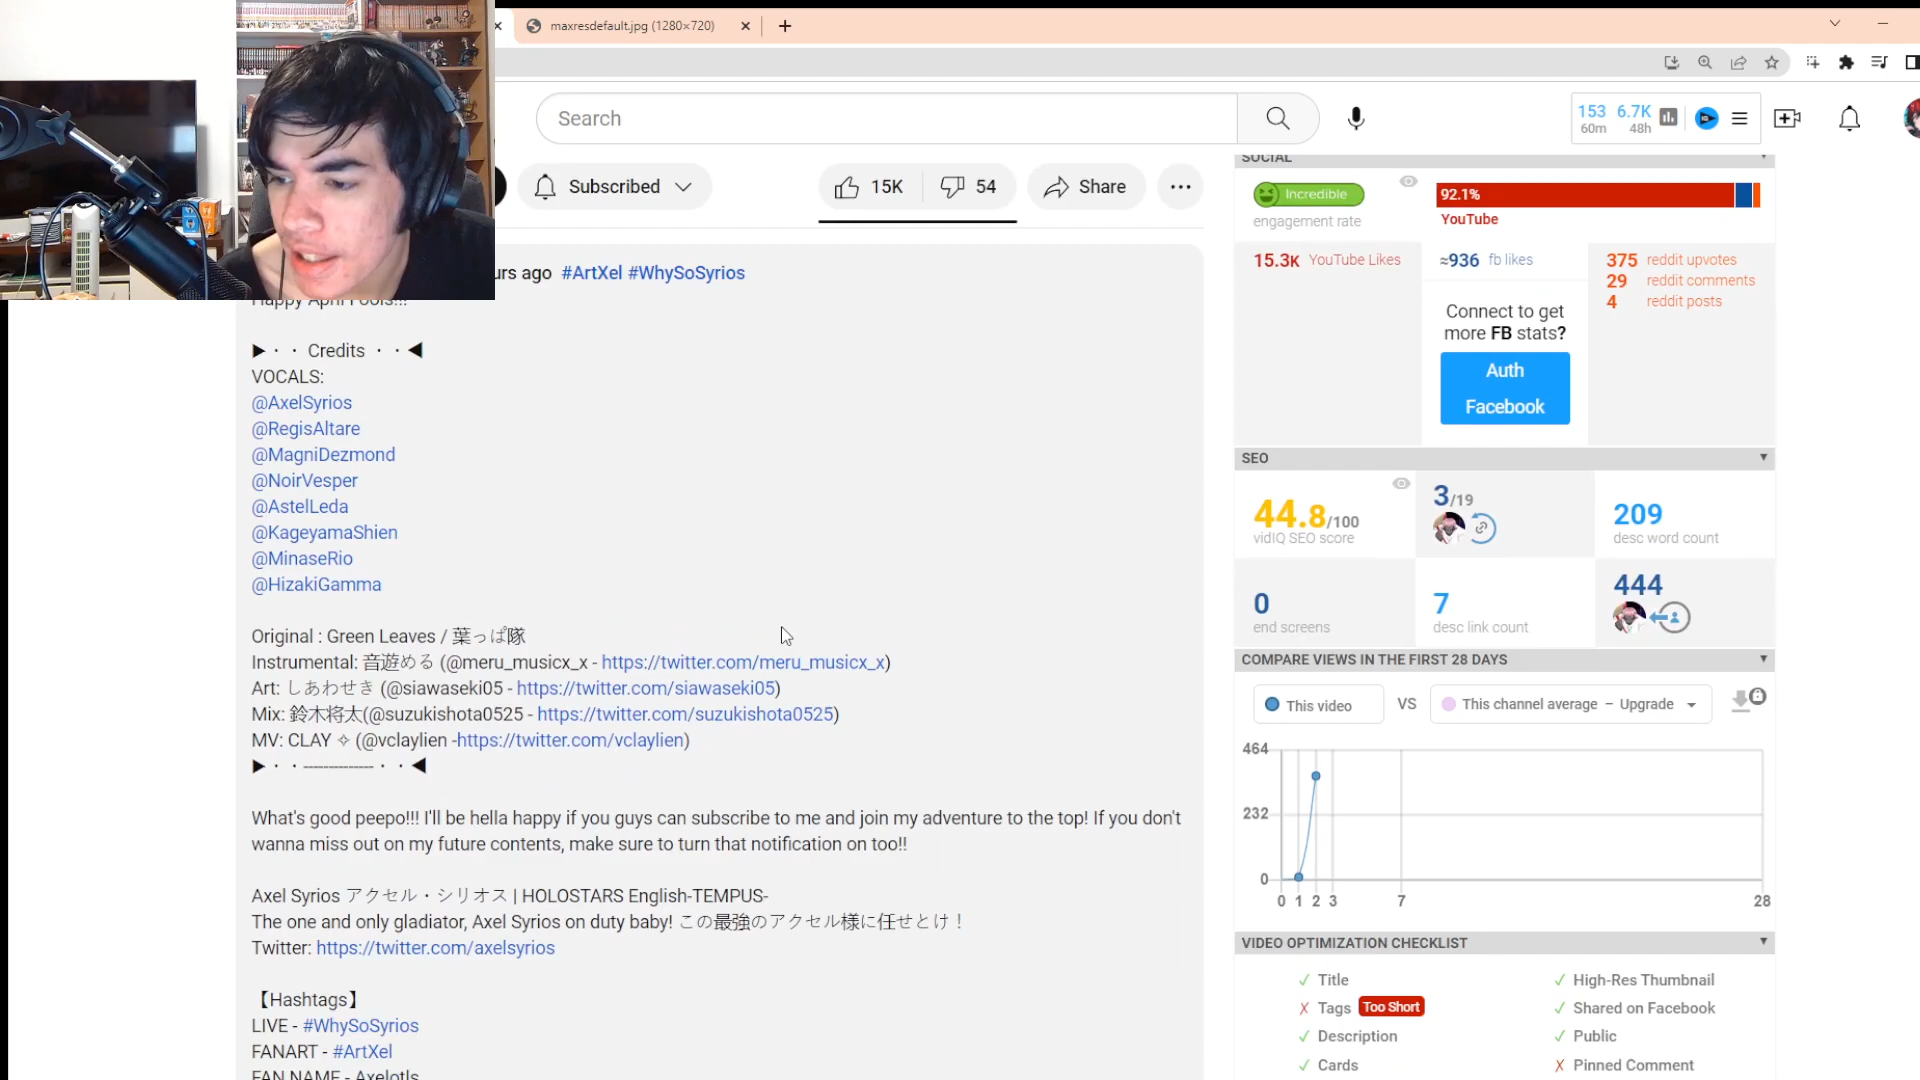 maxresdefault.jpg (1280×720)
Search
153 6.7K
60m 48h
Subscribed
15K
54
Share
urs ago #ArtXel #WhySoSyrios
Happy April Fools!!!
▶・・ Credits ・・◀
VOCALS:
@AxelSyrios
@RegisAltare
@MagniDezmond
@NoirVesper
@AstelLeda
@KageyamaShien
@MinaseRio
@HizakiGamma
Original : Green Leaves / 葉っぱ隊
Instrumental: 音遊める (@meru_musicx_x - https://twitter.com/meru_musicx_x)
Art: しあわせき (@siawaseki05 - https://twitter.com/siawaseki05)
Mix: 鈴木将太(@suzukishota0525 - https://twitter.com/suzukishota0525)
MV: CLAY ✧ (@vclaylien -https://twitter.com/vclaylien)
▶・・--------------・・◀
What's good peepo!!! I'll be hella happy if you guys can subscribe to me and join my adventure to the top! If you don't
wanna miss out on my future contents, make sure to turn that notification on too!!
Axel Syrios アクセル・シリオス | HOLOSTARS English-TEMPUS-
The one and only gladiator, Axel Syrios on duty baby! この最強のアクセル様に任せとけ！
Twitter: https://twitter.com/axelsyrios
【Hashtags】
LIVE - #WhySoSyrios
FANART - #ArtXel
FAN NAME - Axelotls
SOCIAL
Incredible
engagement rate
92.1%
YouTube
15.3K YouTube Likes
≈936 fb likes
375 reddit upvotes
29 reddit comments
4 reddit posts
Connect to get
more FB stats?
Auth
Facebook
SEO
44.8/100
vidIQ SEO score
3/19
209
desc word count
0
end screens
7
desc link count
444
COMPARE VIEWS IN THE FIRST 28 DAYS
This video
VS
This channel average – Upgrade
464
232
0
0 1 2 3 7 28
VIDEO OPTIMIZATION CHECKLIST
✓ Title
✗ Tags Too Short
✓ Description
✓ Cards
✓ High-Res Thumbnail
✓ Shared on Facebook
✓ Public
✗ Pinned Comment